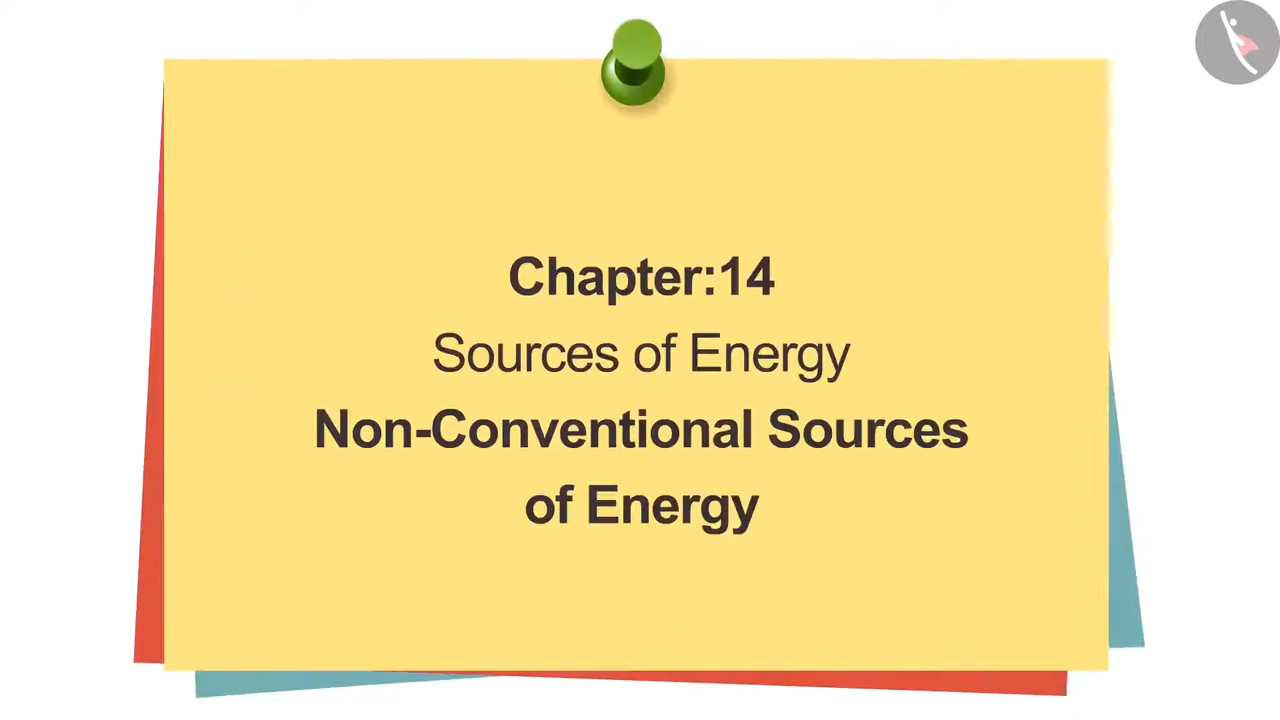 Chapter:14
Sources of Energy
Non-Conventional Sources
of Energy